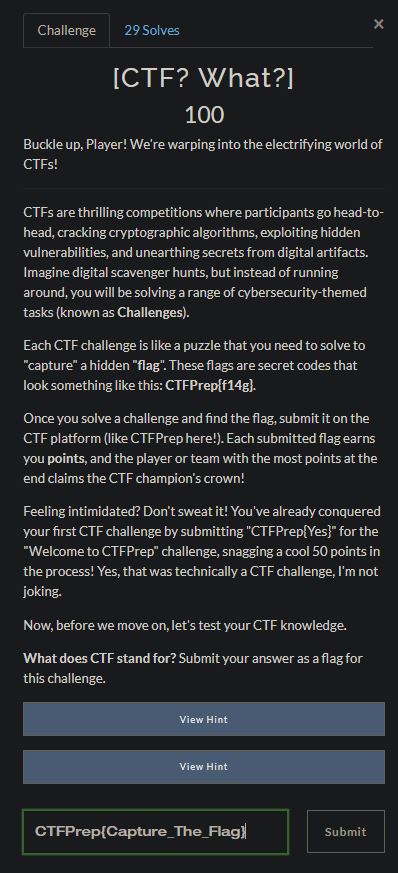 Challenge
29 Solves
×
[CTF? What?]
100
Buckle up, Player! We're warping into the electrifying world of
CTFs!
CTFs are thrilling competitions where participants go head-to-
head, cracking cryptographic algorithms, exploiting hidden
vulnerabilities, and unearthing secrets from digital artifacts.
Imagine digital scavenger hunts, but instead of running
around, you will be solving a range of cybersecurity-themed
tasks (known as Challenges).
Each CTF challenge is like a puzzle that you need to solve to
"capture" a hidden "flag". These flags are secret codes that
look something like this: CTFPrep{f14g}.
Once you solve a challenge and find the flag, submit it on the
CTF platform (like CTFPrep here!). Each submitted flag earns
you points, and the player or team with the most points at the
end claims the CTF champion's crown!
Feeling intimidated? Don't sweat it! You've already conquered
your first CTF challenge by submitting "CTFPrep{Yes}" for the
"Welcome to CTFPrep" challenge, snagging a cool 50 points in
the process! Yes, that was technically a CTF challenge, I'm not
joking.
Now, before we move on, let's test your CTF knowledge.
What does CTF stand for? Submit your answer as a flag for
this challenge.
View Hint
View Hint
CTFPrep{Capture_The_Flag}
Submit